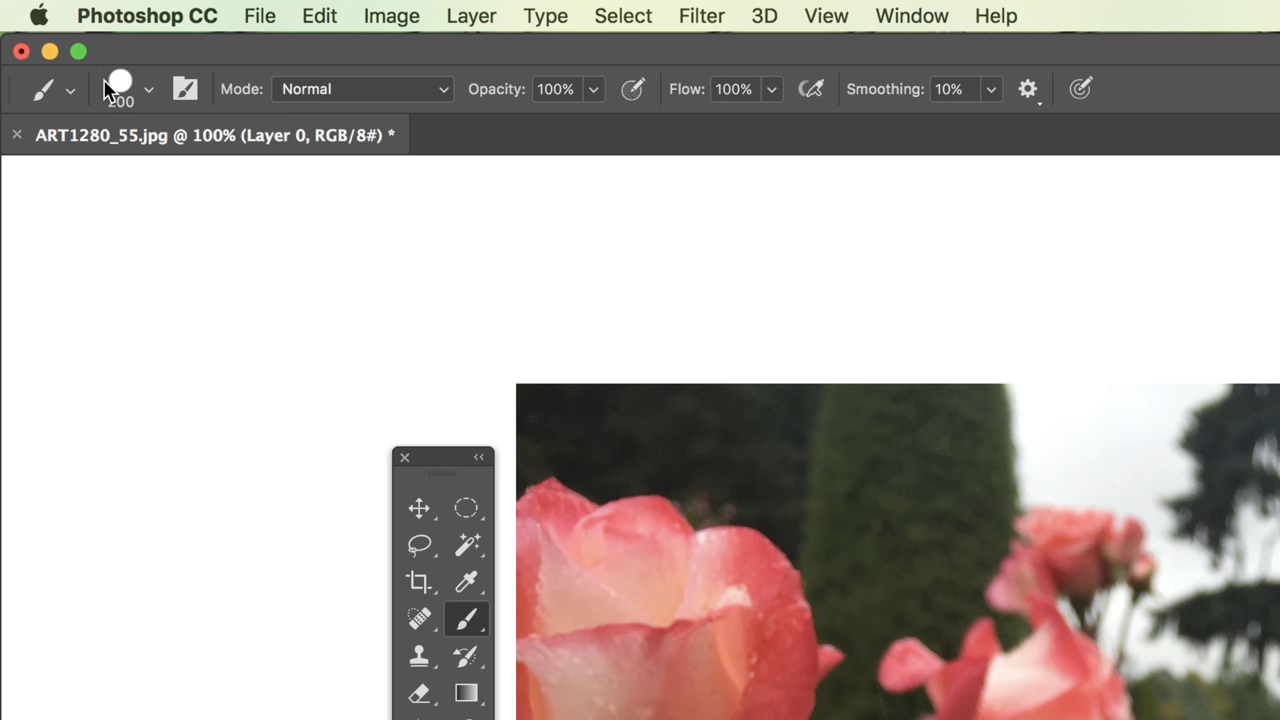 Photoshop CC File Edit Image Layer Type Select Filter 3D View Window Help
Mode: Normal Opacity: 100% Flow: 100% Smoothing: 10%
ART1280_55.jpg @ 100% (Layer 0, RGB/8#) *